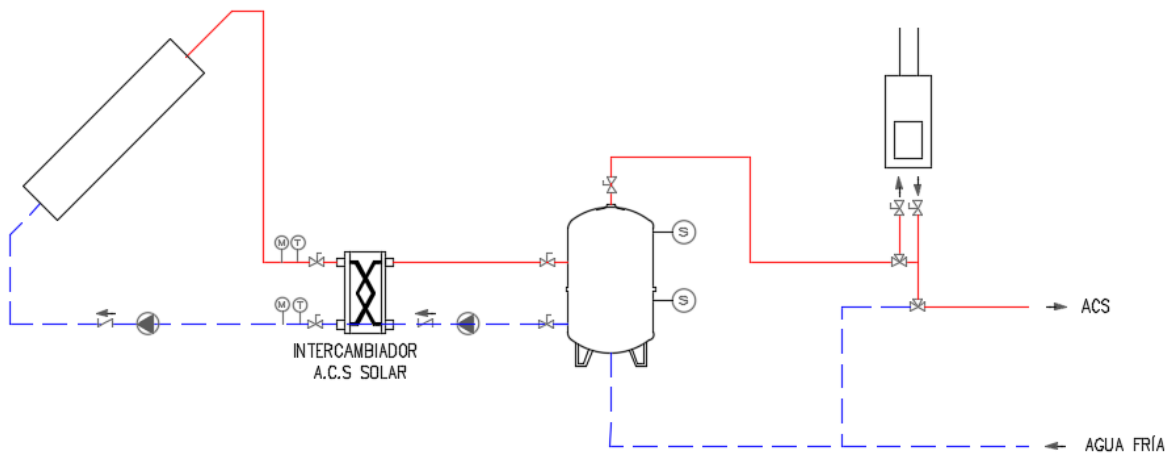 M T
S
M T
S
ACS
INTERCAMBIADOR
A.C.S SOLAR
AGUA FRÍA